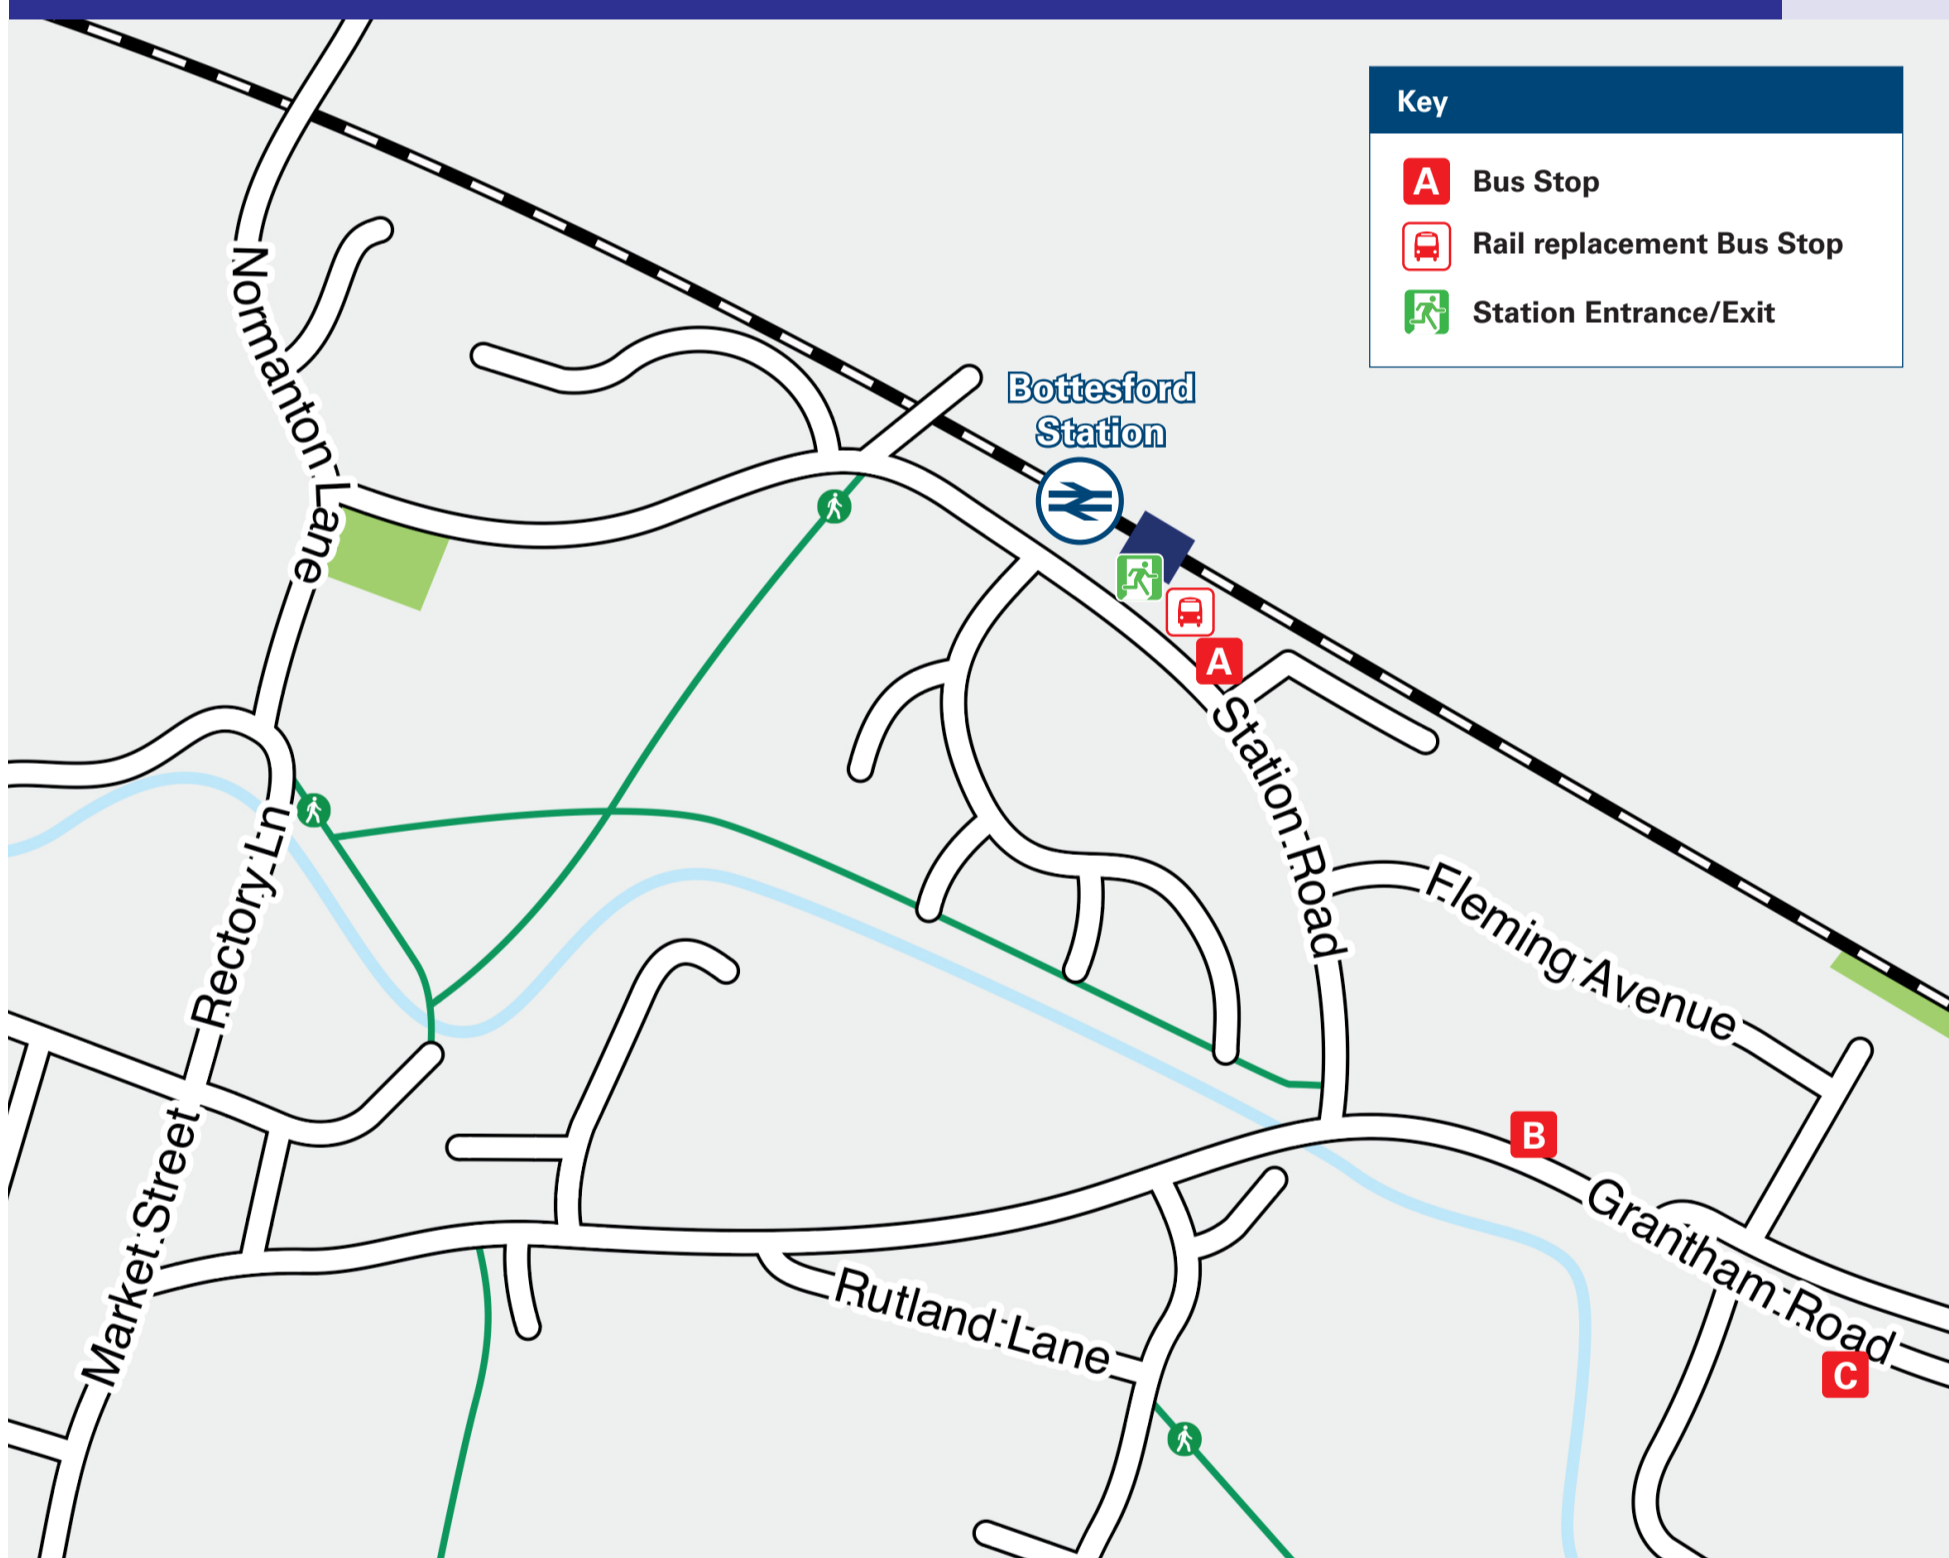 Key
A
Bus Stop
Rail replacement Bus Stop
Station Entrance/Exit
Bottesford
Station
Normanton Lane
A
Station Road
Fleming Avenue
Rectory Ln
Market Street
B
Grantham Road
Rutland Lane
C